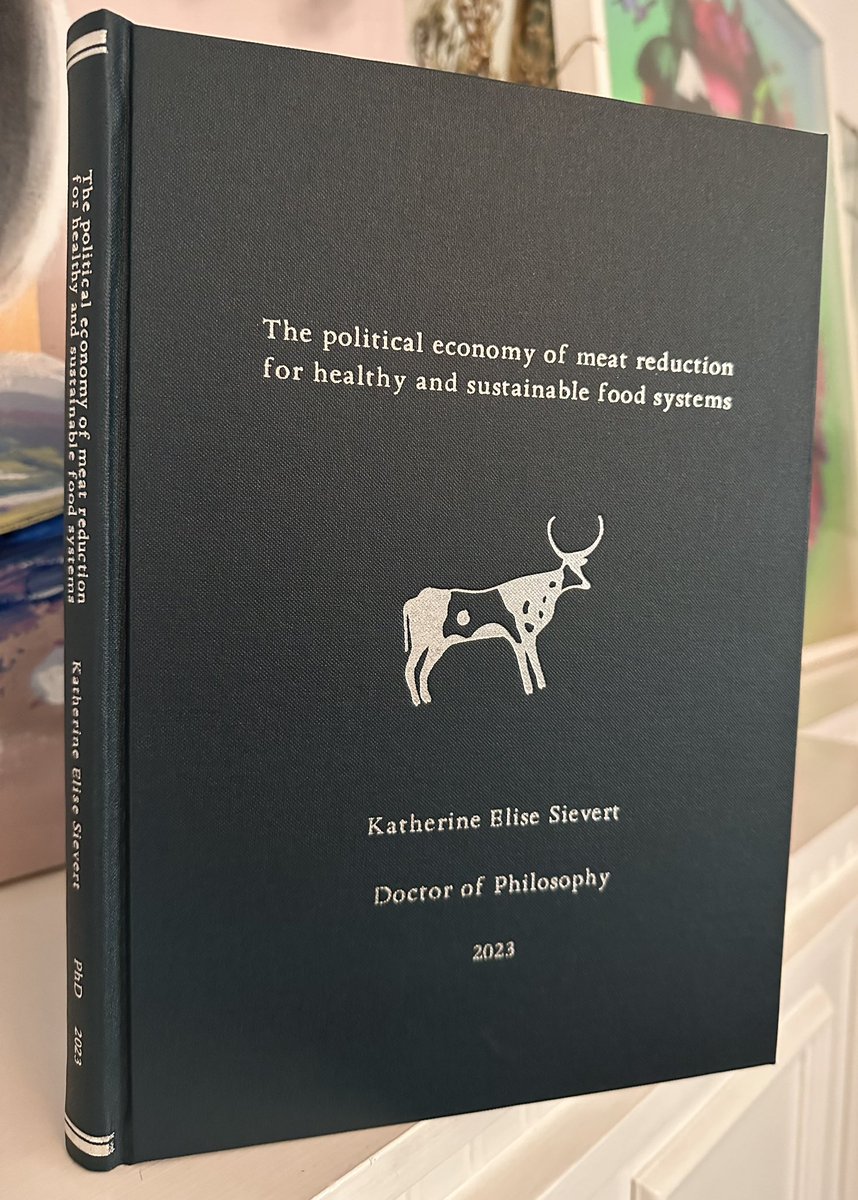 The political economy of meat reduction
for healthy and sustainable food systems
Katherine Elise Sievert
Doctor of Philosophy
2023
The political economy of meat reduction
for healthy and sustainable food systems
Katherine Elise Sievert
PhD
2023